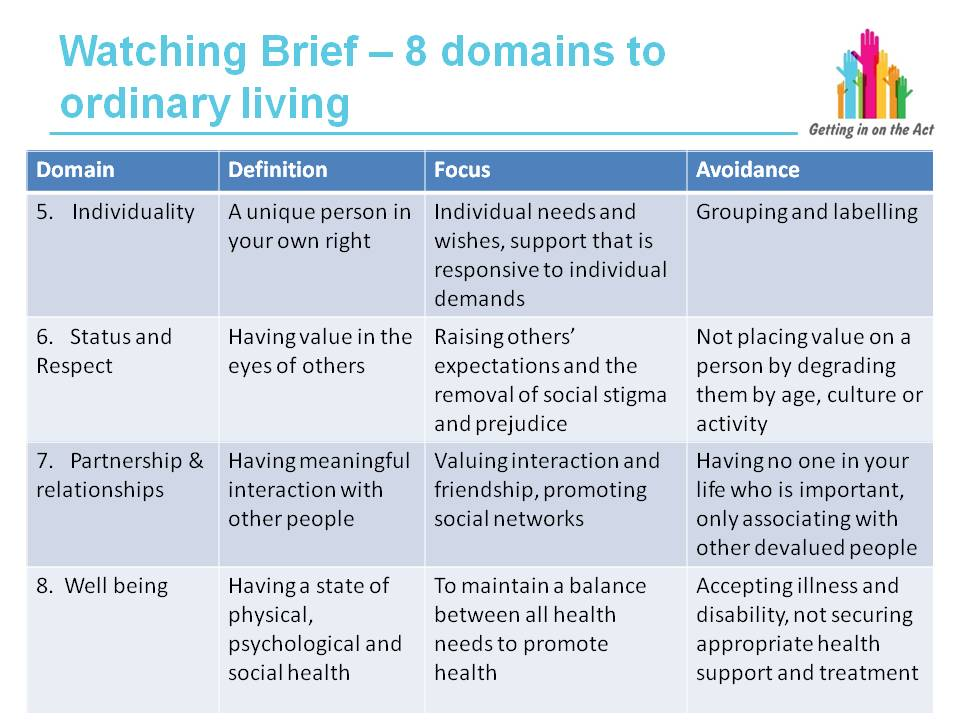 Watching Brief – 8 domains to
ordinary living
Getting in on the Act
Domain
Definition
Focus
Avoidance
5. Individuality
A unique person in
your own right
Individual needs and
wishes, support that is
responsive to individual
demands
Grouping and labelling
6. Status and
Respect
Having value in the
eyes of others
Raising others’
expectations and the
removal of social stigma
and prejudice
Not placing value on a
person by degrading
them by age, culture or
activity
7. Partnership &
relationships
Having meaningful
interaction with
other people
Valuing interaction and
friendship, promoting
social networks
Having no one in your
life who is important,
only associating with
other devalued people
8. Well being
Having a state of
physical,
psychological and
social health
To maintain a balance
between all health
needs to promote
health
Accepting illness and
disability, not securing
appropriate health
support and treatment